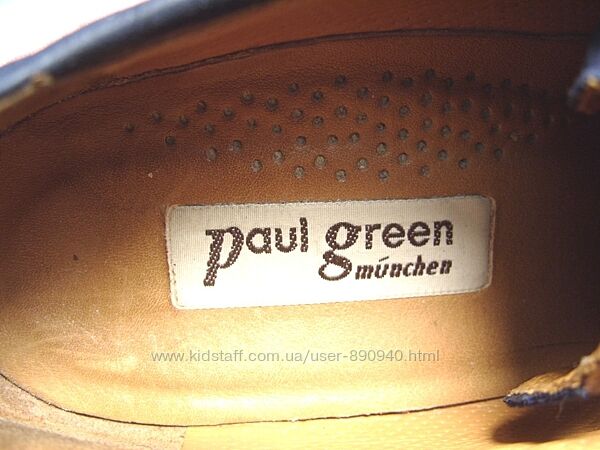 paul green
münchen
www.kidstaff.com.ua/user-890940.html